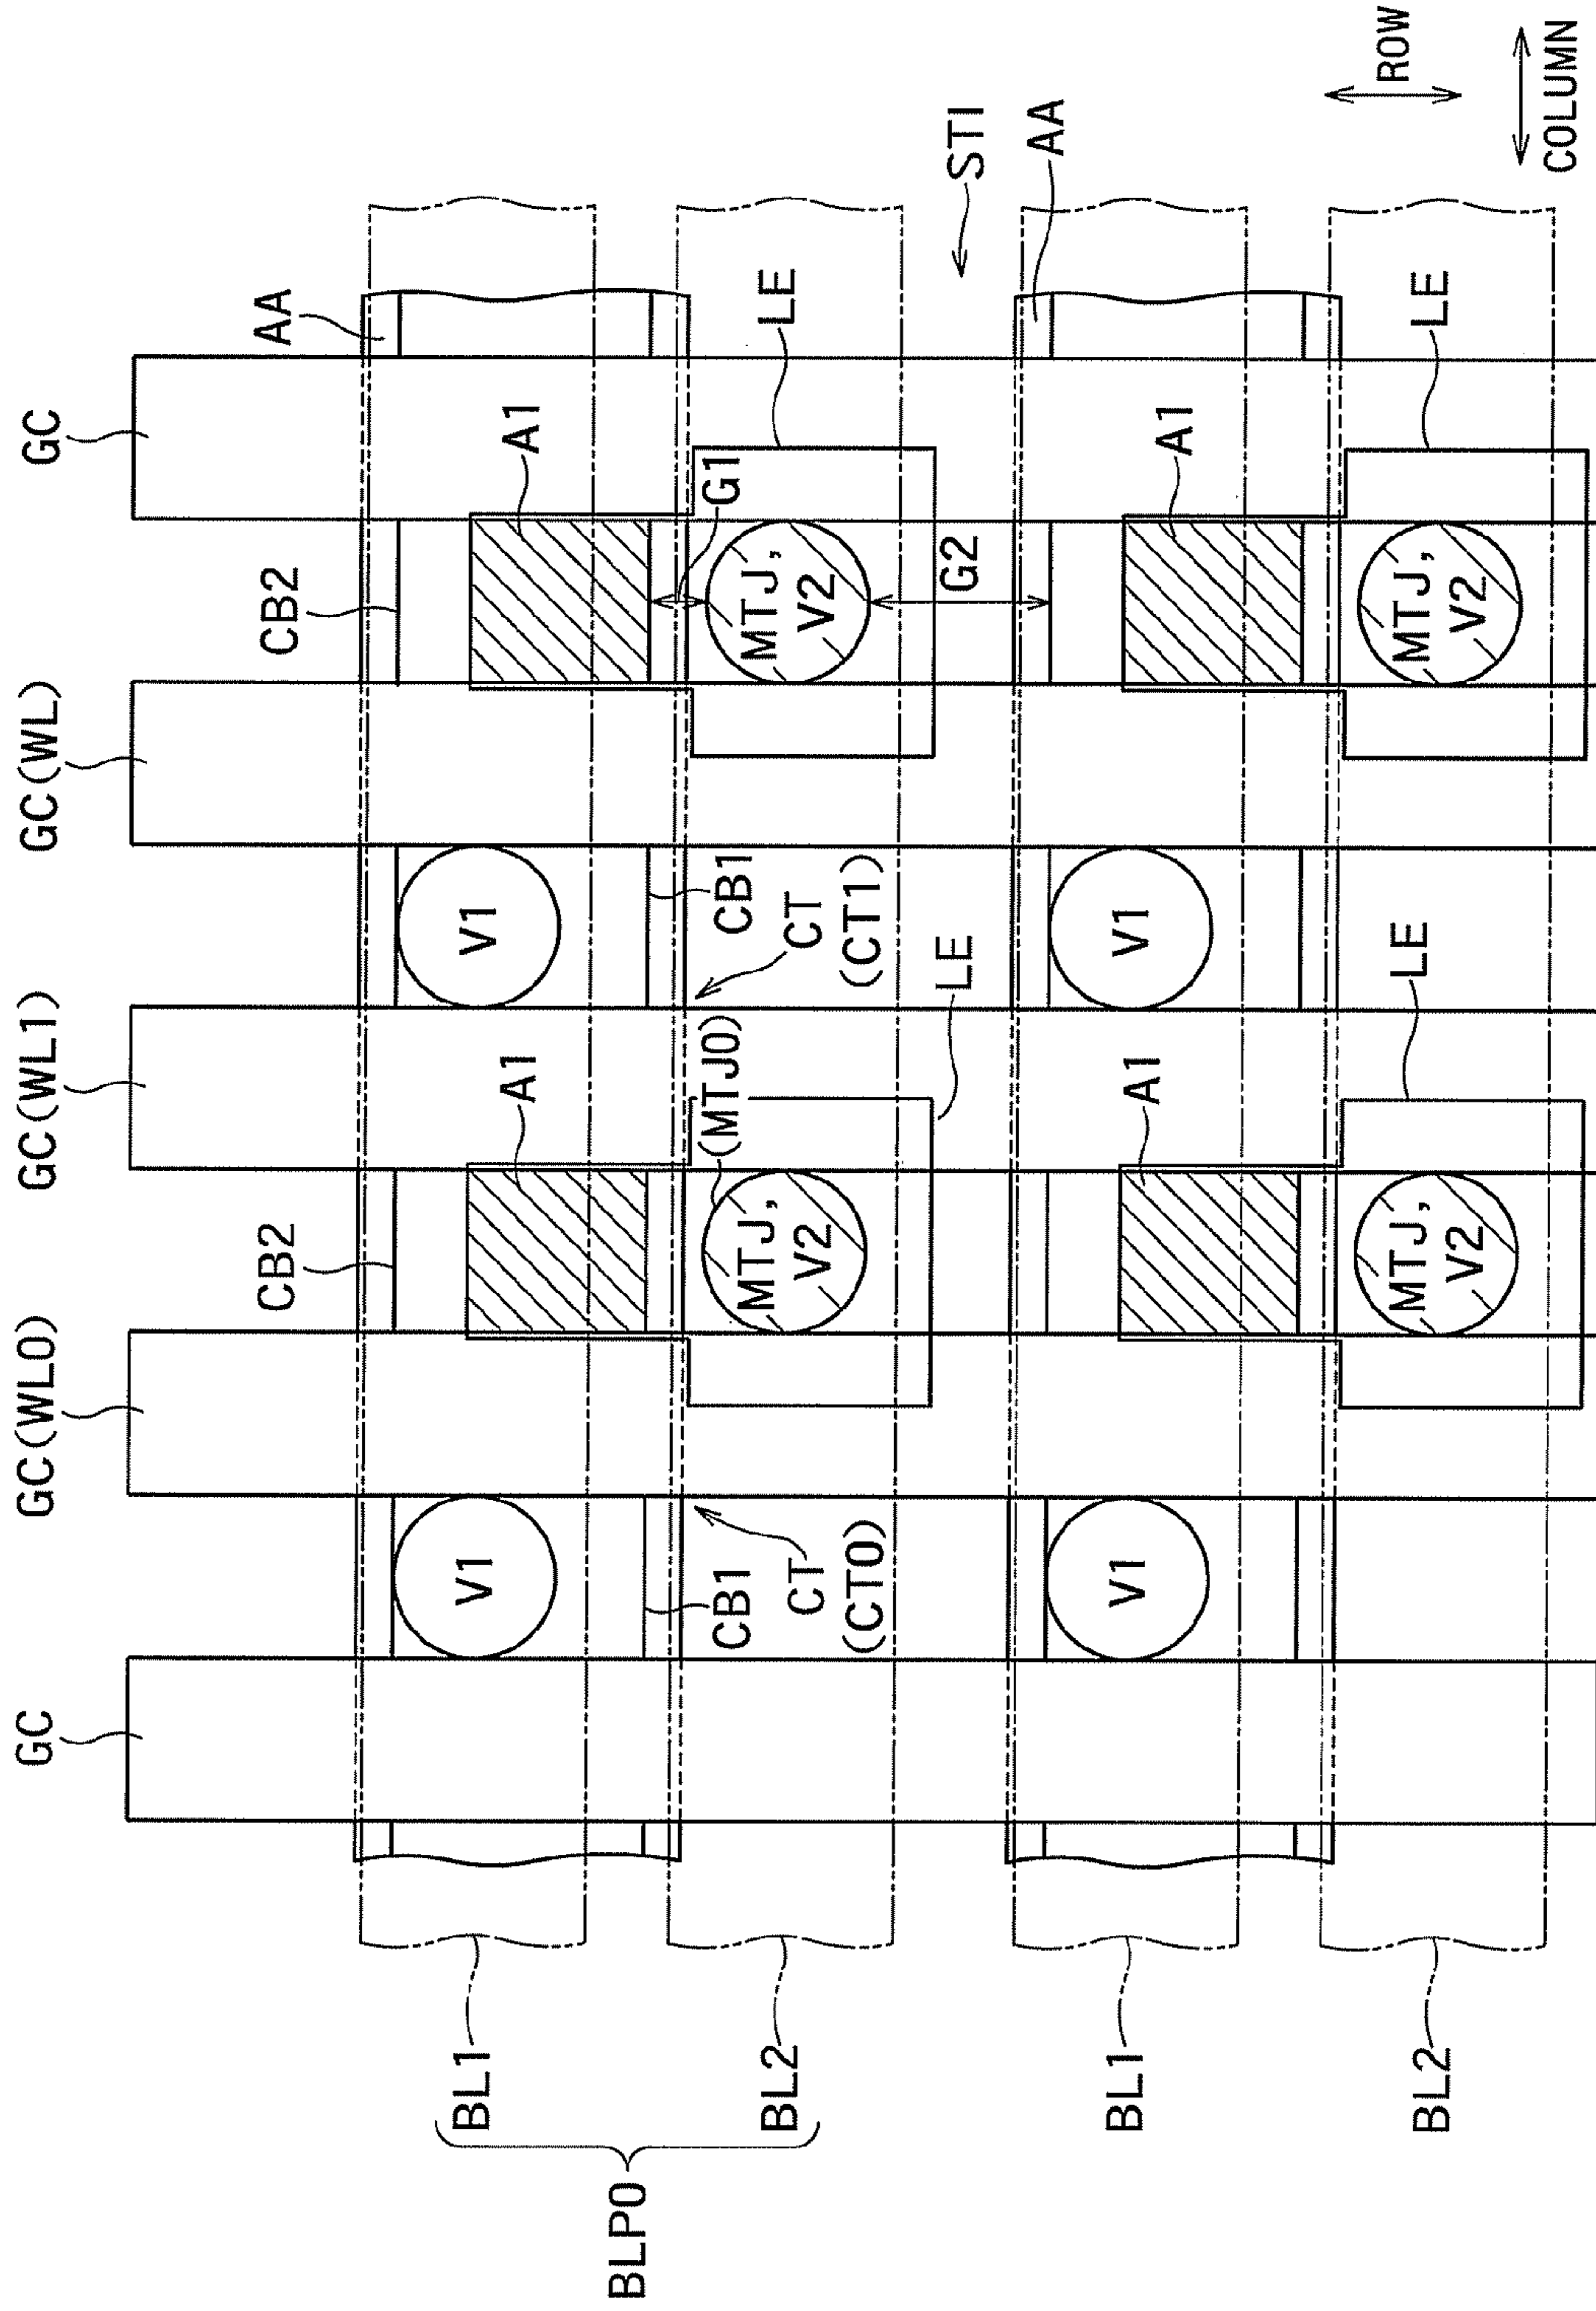 GC
GC(WL0)
GC(WL1)
GC(WL)
GC
CB2
CB2
AA
BL1
V1
A1
V1
A1
BLP0
CB1
(MTJ0)
CB1
G1
BL2
CT
(CT0)
MTJ,
V2
CT
(CT1)
MTJ,
V2
LE
LE
G2
STI
AA
BL1
V1
A1
V1
A1
BL2
MTJ,
V2
LE
MTJ,
V2
LE
ROW
COLUMN